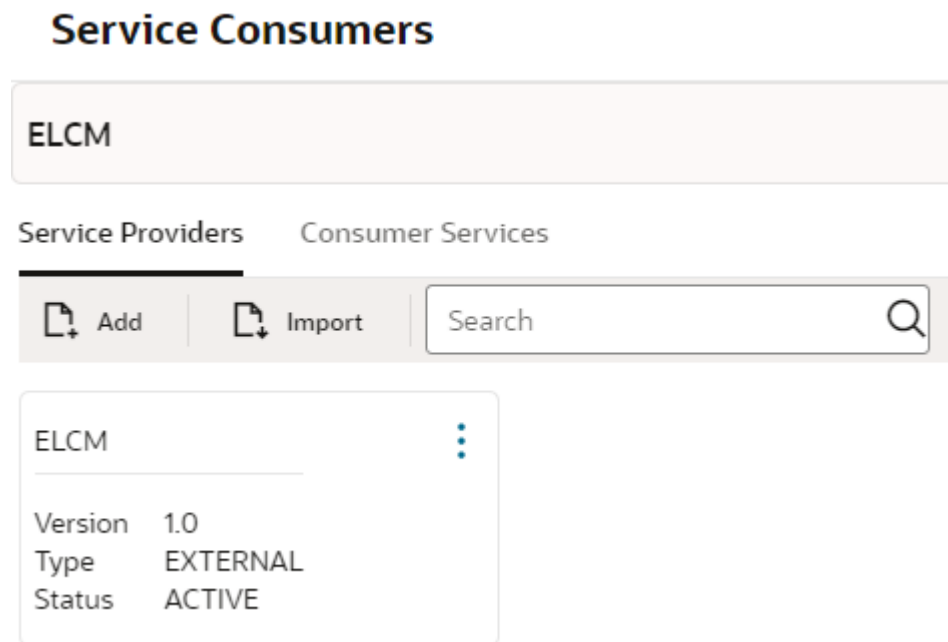 Service Consumers
ELCM
Service Providers Consumer Services
Add Import Search
ELCM
Version 1.0
Type EXTERNAL
Status ACTIVE